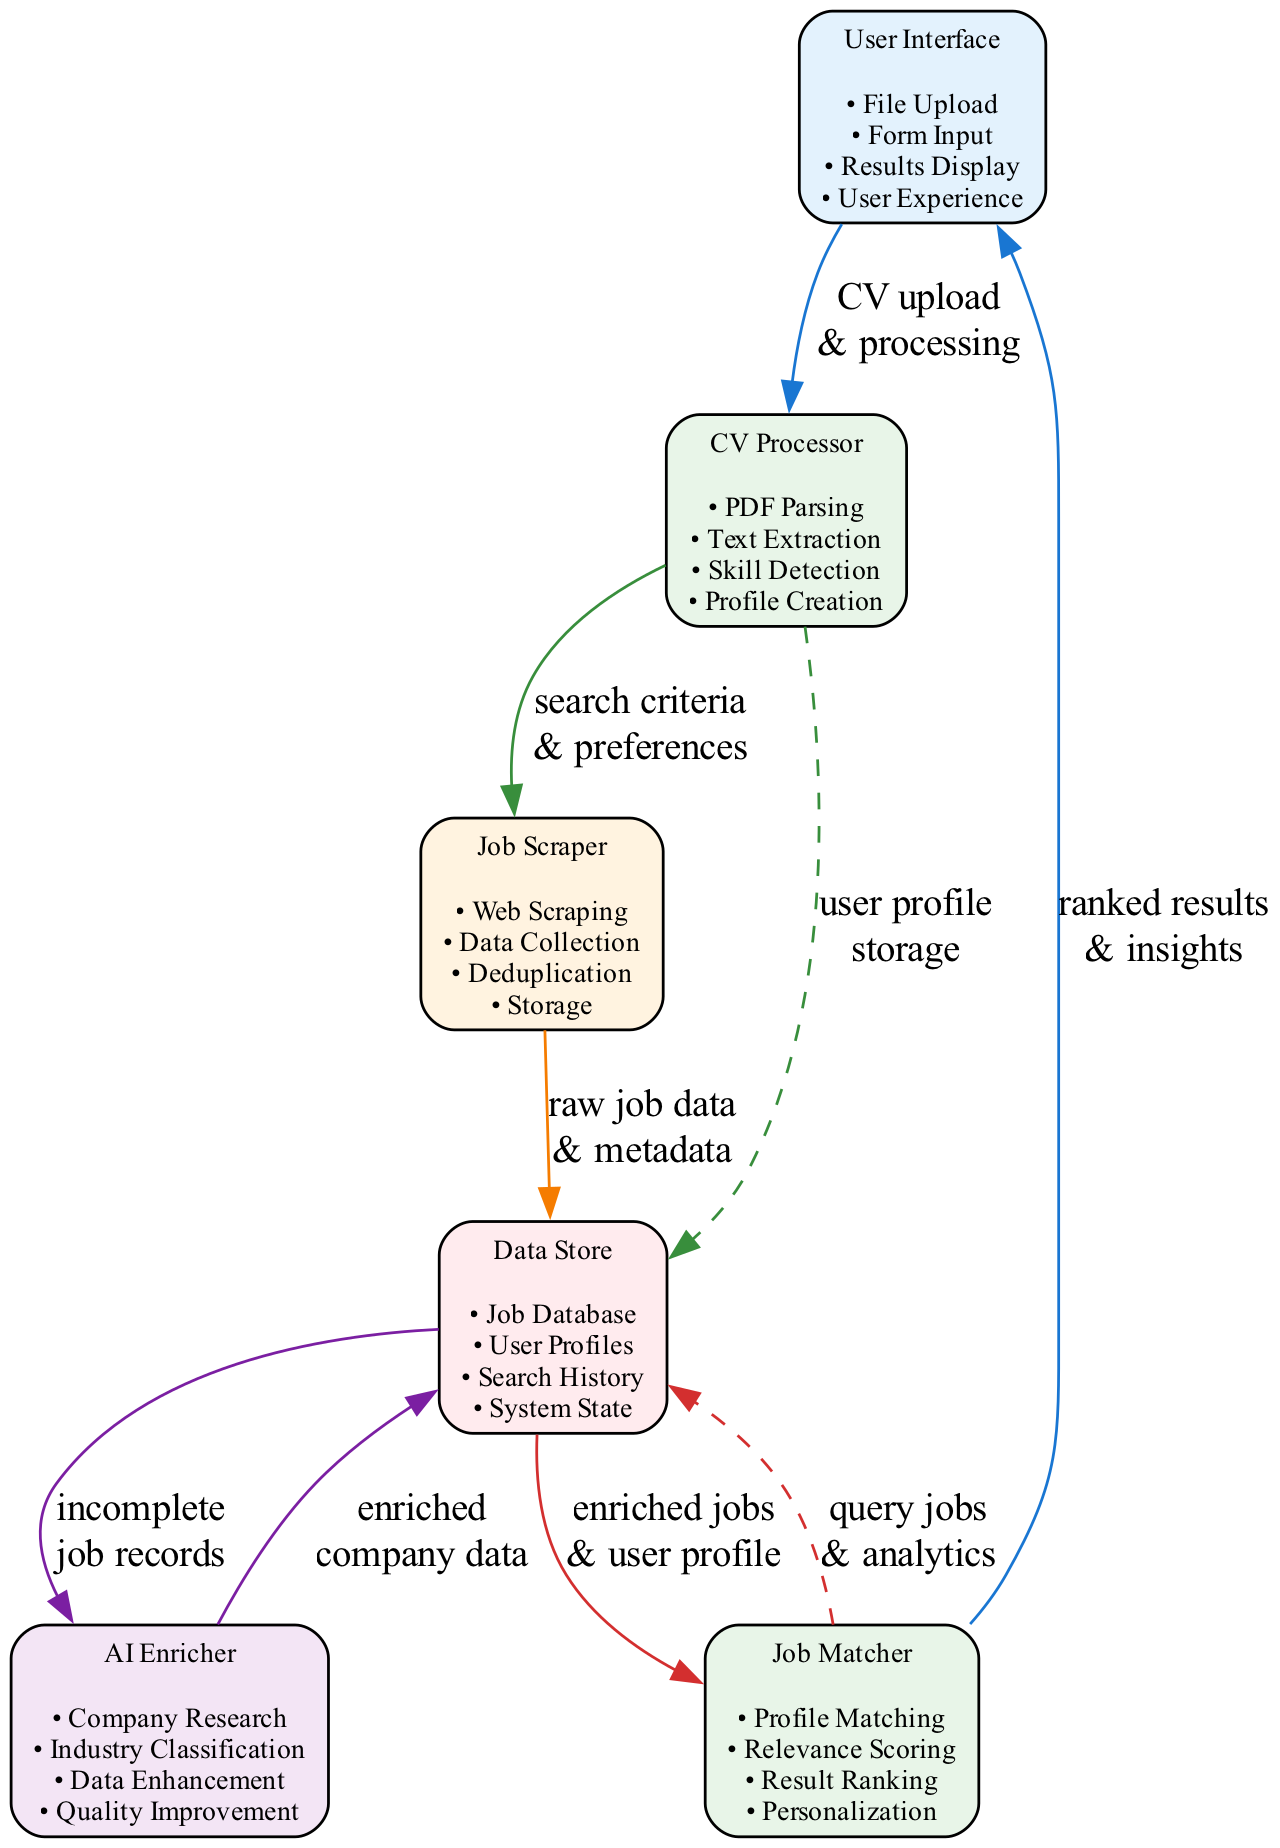 User Interface
• File Upload
• Form Input
• Results Display
• User Experience
CV upload
& processing
CV Processor
• PDF Parsing
• Text Extraction
• Skill Detection
• Profile Creation
search criteria
& preferences
Job Scraper
• Web Scraping
• Data Collection
• Deduplication
• Storage
user profile
storage
ranked results
& insights
raw job data
& metadata
Data Store
• Job Database
• User Profiles
• Search History
• System State
incomplete
job records
enriched
company data
enriched jobs
& user profile
query jobs
& analytics
AI Enricher
• Company Research
• Industry Classification
• Data Enhancement
• Quality Improvement
Job Matcher
• Profile Matching
• Relevance Scoring
• Result Ranking
• Personalization